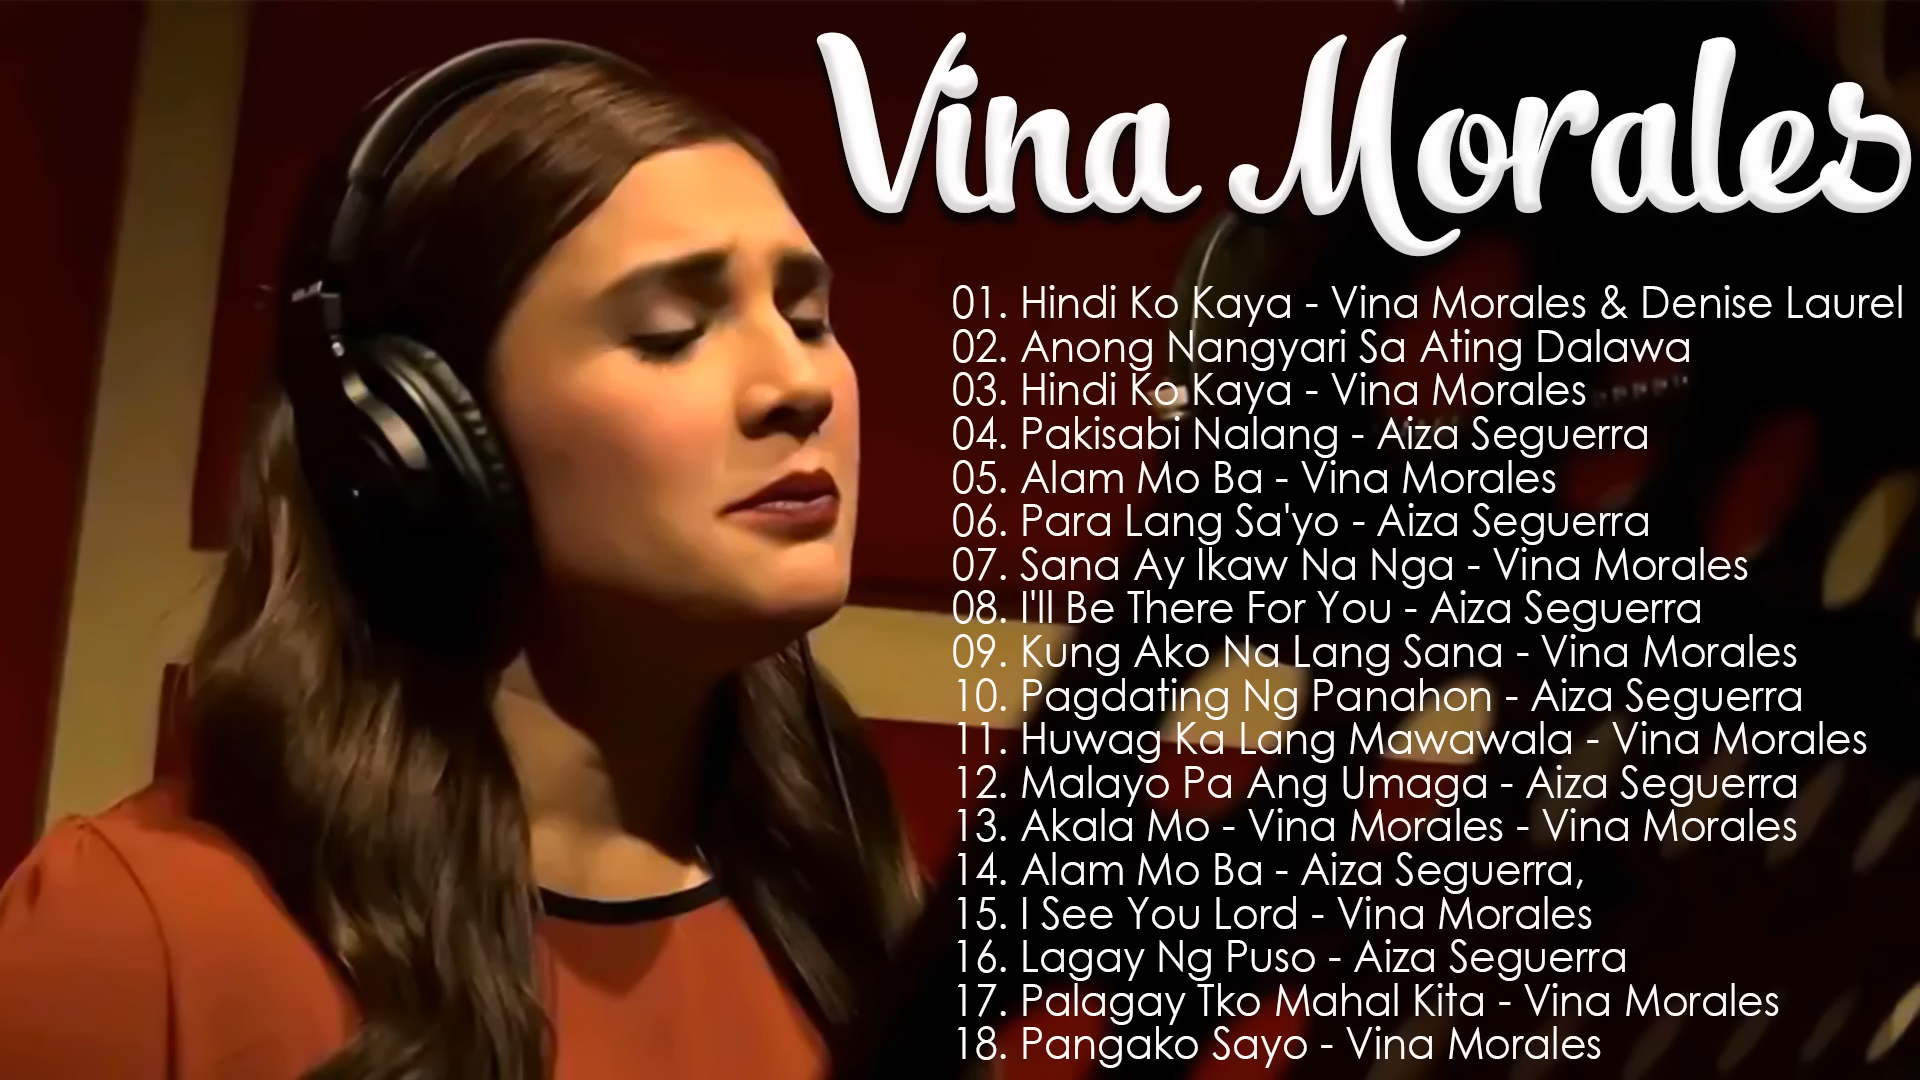 Vina Morales
01. Hindi Ko Kaya - Vina Morales & Denise Laurel
02. Anong Nangyari Sa Ating Dalawa
03. Hindi Ko Kaya - Vina Morales
04. Pakisabi Nalang - Aiza Seguerra
05. Alam Mo Ba - Vina Morales
06. Para Lang Sa'yo - Aiza Seguerra
07. Sana Ay Ikaw Na Nga - Vina Morales
08. I'll Be There For You - Aiza Seguerra
09. Kung Ako Na Lang Sana - Vina Morales
10. Pagdating Ng Panahon - Aiza Seguerra
11. Huwag Ka Lang Mawawala - Vina Morales
12. Malayo Pa Ang Umaga - Aiza Seguerra
13. Akala Mo - Vina Morales - Vina Morales
14. Alam Mo Ba - Aiza Seguerra,
15. I See You Lord - Vina Morales
16. Lagay Ng Puso - Aiza Seguerra
17. Palagay Tko Mahal Kita - Vina Morales
18. Pangako Sayo - Vina Morales